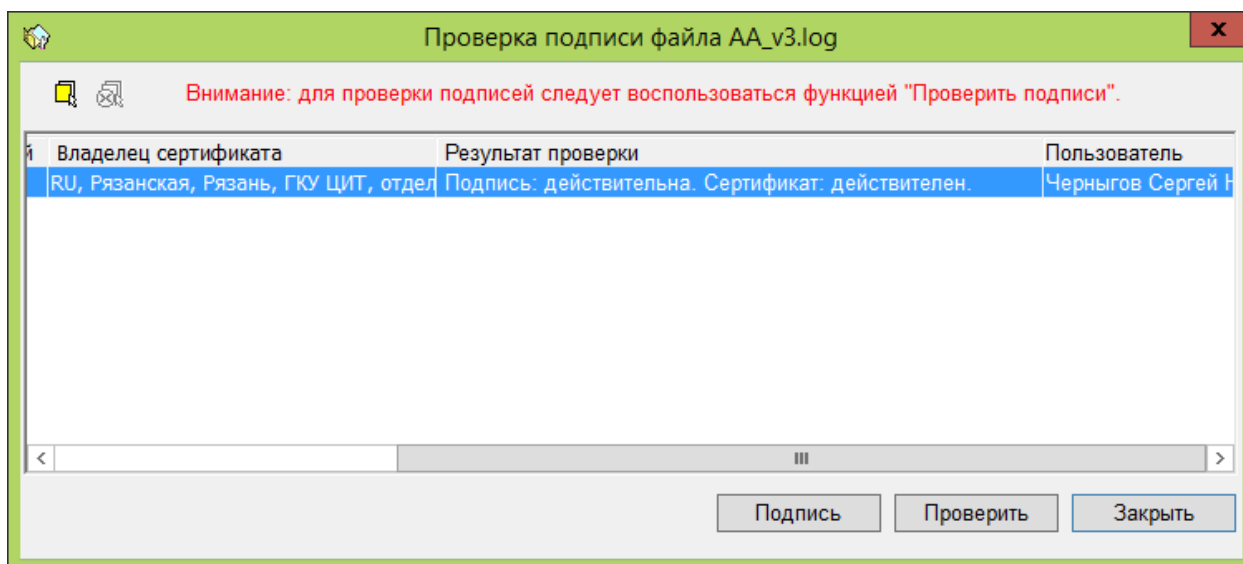 Проверка подписи файла AA_v3.log
x
Внимание: для проверки подписей следует воспользоваться функцией "Проверить подписи".
й Владелец сертификата Результат проверки Пользователь
RU, Рязанская, Рязань, ГКУ ЦИТ, отдел Подпись: действительна. Сертификат: действителен. Черныгов Сергей Н
Подпись Проверить Закрыть